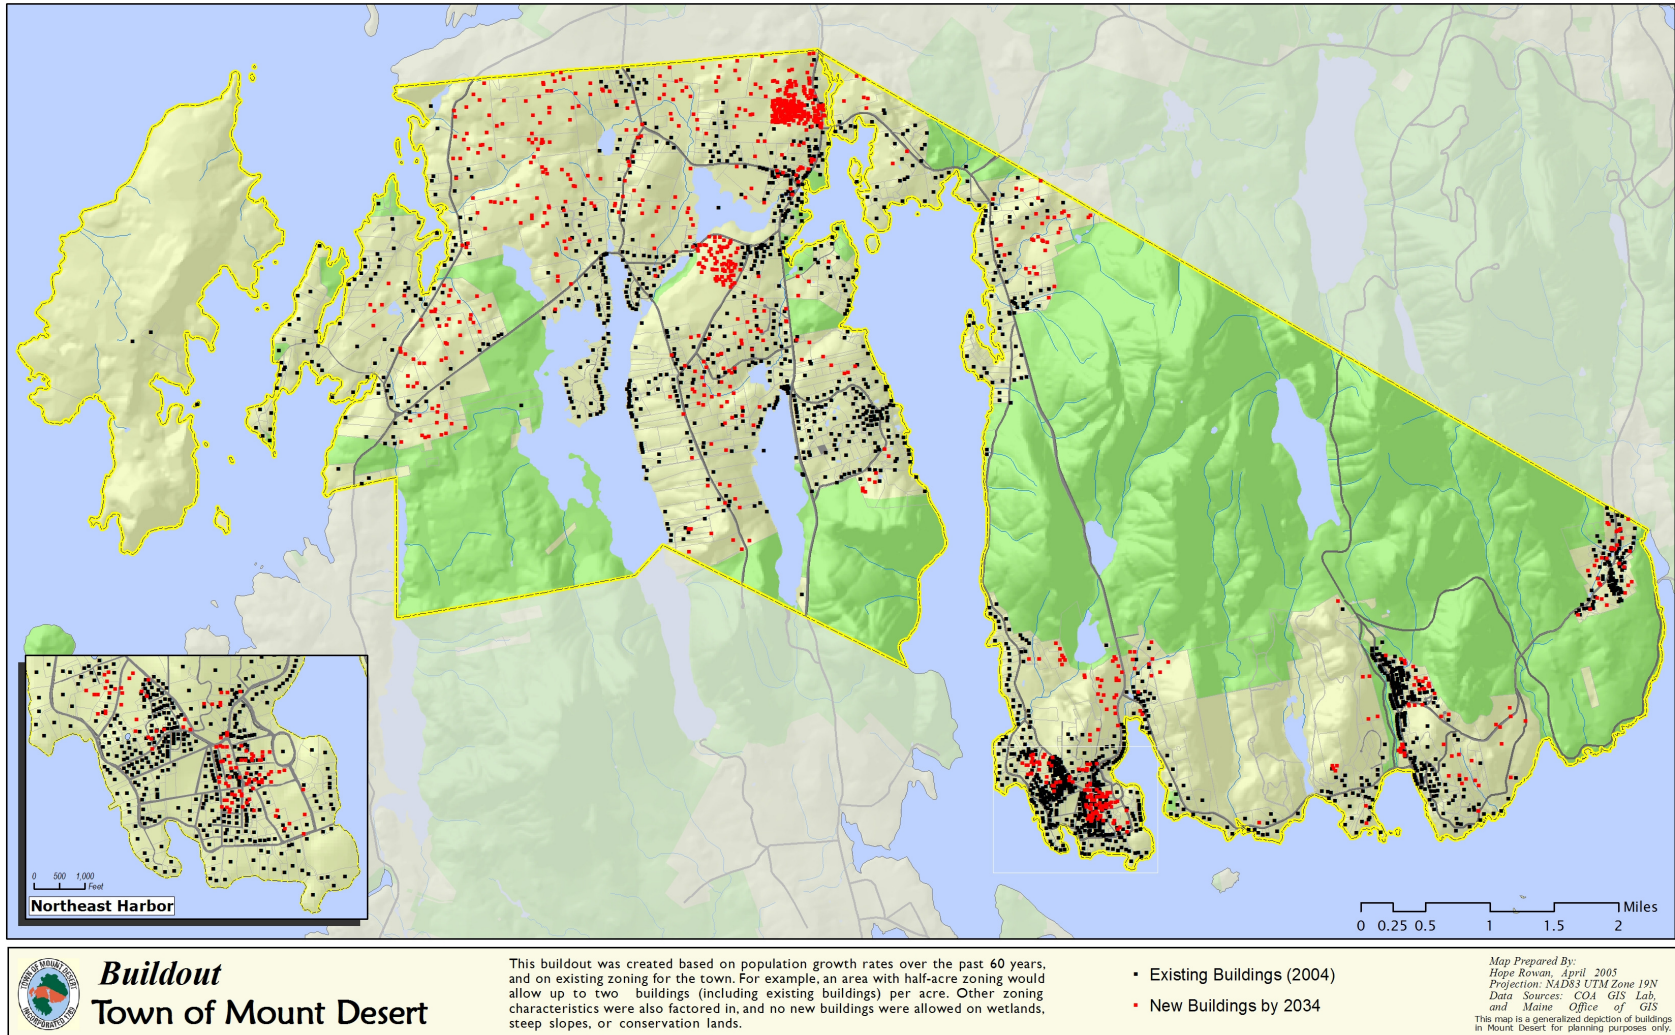 0 500 1,000
Feet
Northeast Harbor
Miles
0 0.25 0.5 1 1.5 2
TOWN OF MOUNT DESERT
INCORPORATED 1789
Buildout
Town of Mount Desert
This buildout was created based on population growth rates over the past 60 years,
and on existing zoning for the town. For example, an area with half-acre zoning would
allow up to two buildings (including existing buildings) per acre. Other zoning
characteristics were also factored in, and no new buildings were allowed on wetlands,
steep slopes, or conservation lands.
Existing Buildings (2004)
New Buildings by 2034
Map Prepared By:
Hope Rowan, April 2005
Projection: NAD83 UTM Zone 19N
Data Sources: COA GIS Lab,
and Maine Office of GIS
This map is a generalized depiction of buildings
in Mount Desert for planning purposes only.